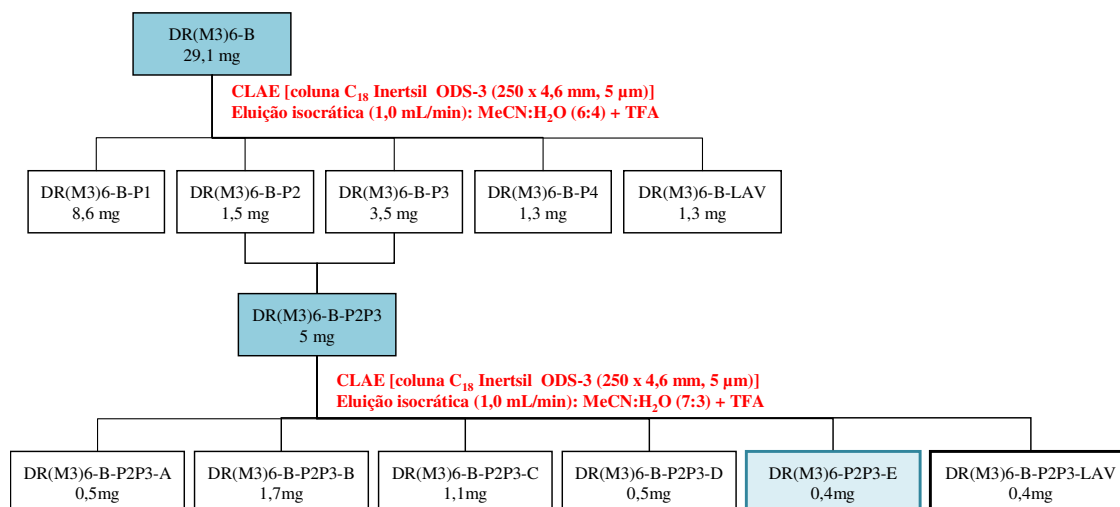 DR(M3)6-B
29,1 mg
CLAE [coluna C18 Inertsil ODS-3 (250 x 4,6 mm, 5 µm)]
Eluição isocrática (1,0 mL/min): MeCN:H2O (6:4) + TFA
DR(M3)6-B-P1
8,6 mg
DR(M3)6-B-P2
1,5 mg
DR(M3)6-B-P3
3,5 mg
DR(M3)6-B-P4
1,3 mg
DR(M3)6-B-LAV
1,3 mg
DR(M3)6-B-P2P3
5 mg
CLAE [coluna C18 Inertsil ODS-3 (250 x 4,6 mm, 5 µm)]
Eluição isocrática (1,0 mL/min): MeCN:H2O (7:3) + TFA
DR(M3)6-B-P2P3-A
0,5mg
DR(M3)6-B-P2P3-B
1,7mg
DR(M3)6-B-P2P3-C
1,1mg
DR(M3)6-B-P2P3-D
0,5mg
DR(M3)6-P2P3-E
0,4mg
DR(M3)6-B-P2P3-LAV
0,4mg